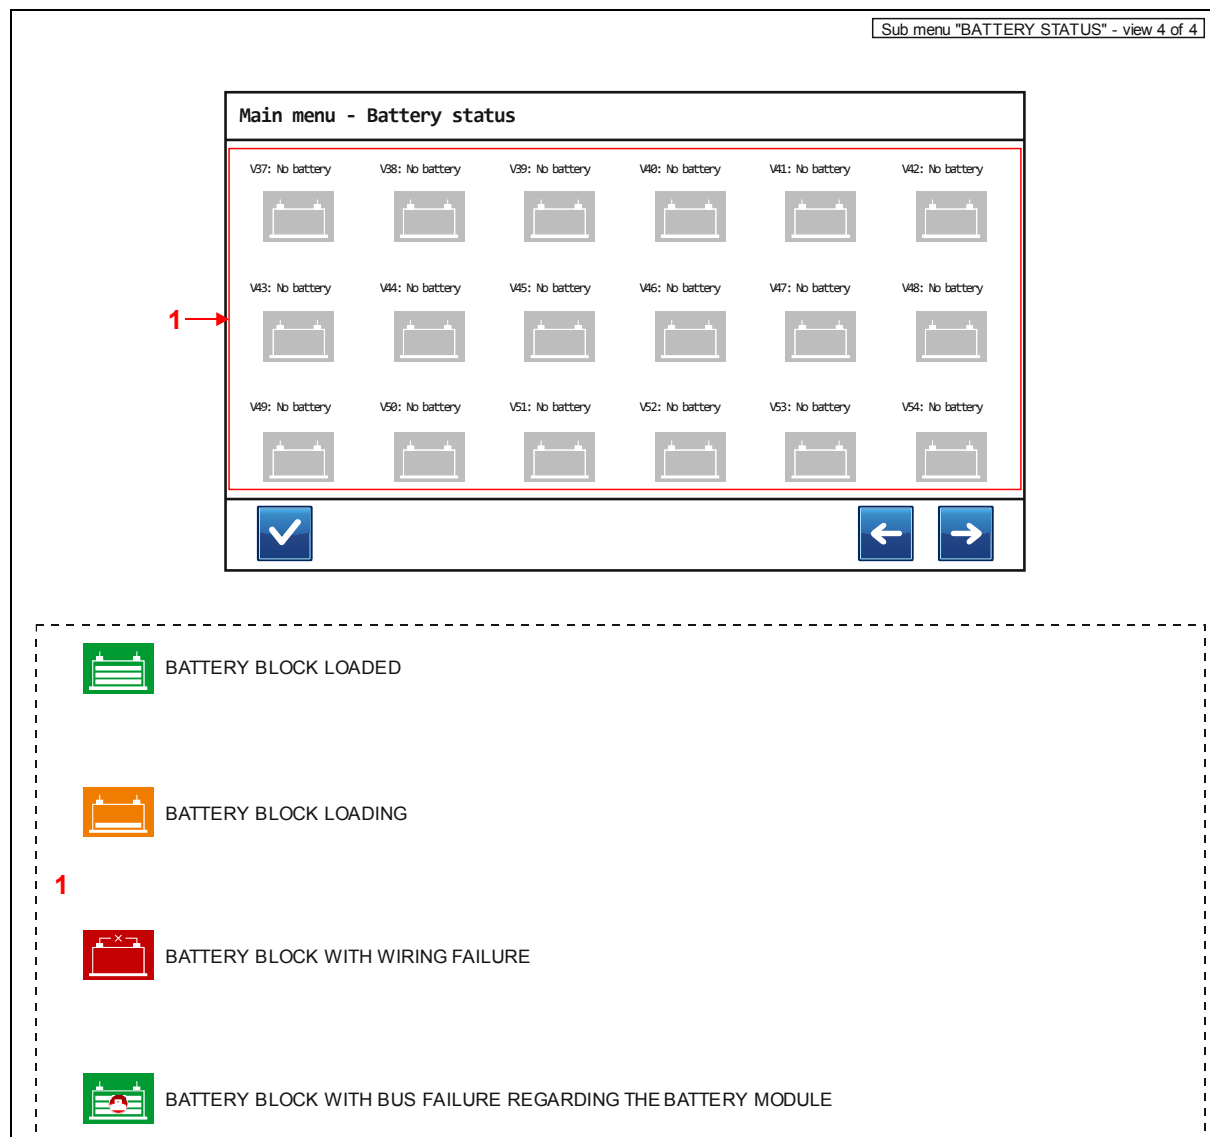 Sub menu "BATTERY STATUS" - view 4 of 4
Main menu - Battery status
V37: No battery V38: No battery V39: No battery V40: No battery V41: No battery V42: No battery
V43: No battery V44: No battery V45: No battery V46: No battery V47: No battery V48: No battery
1
V49: No battery V50: No battery V51: No battery V52: No battery V53: No battery V54: No battery
BATTERY BLOCK LOADED
BATTERY BLOCK LOADING
1
BATTERY BLOCK WITH WIRING FAILURE
BATTERY BLOCK WITH BUS FAILURE REGARDING THE BATTERY MODULE